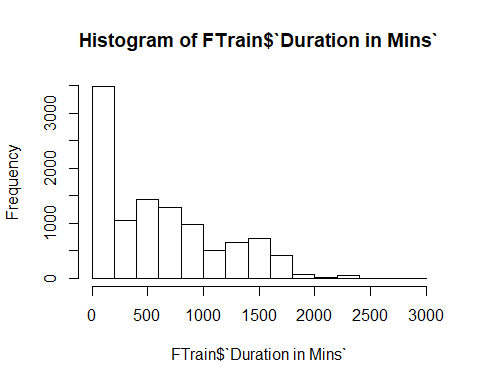 Histogram of FTrain$`Duration in Mins`
Frequency
3000
2000
1000
0
0 500 1000 1500 2000 2500 3000
FTrain$`Duration in Mins`